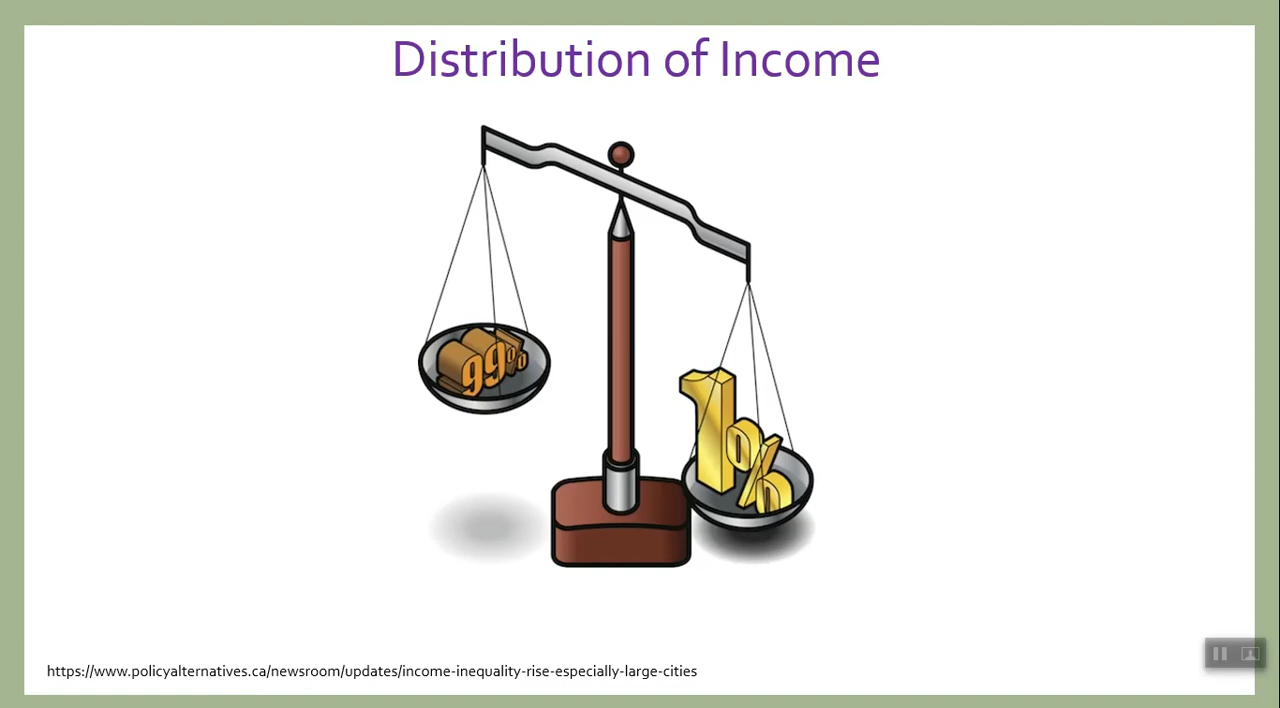 Distribution of Income
99%
1%
https://www.policyalternatives.ca/newsroom/updates/income-inequality-rise-especially-large-cities